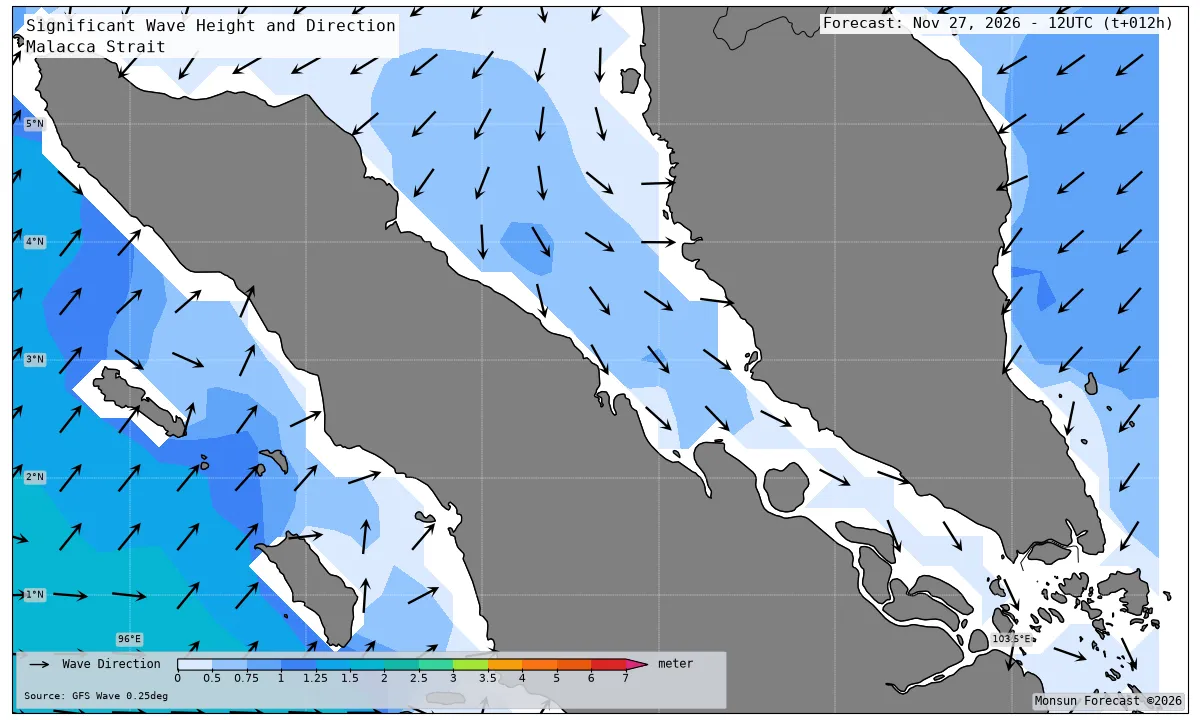 Significant Wave Height and Direction
Malacca Strait
Forecast: Nov 27, 2026 - 12UTC (t+012h)
5°N
4°N
3°N
2°N
1°N
96°E
103.5°E
Wave Direction
0 0.5 0.75 1 1.25 1.5 2 2.5 3 3.5 4 5 6 7
meter
Source: GFS Wave 0.25deg
Monsun Forecast ©2026